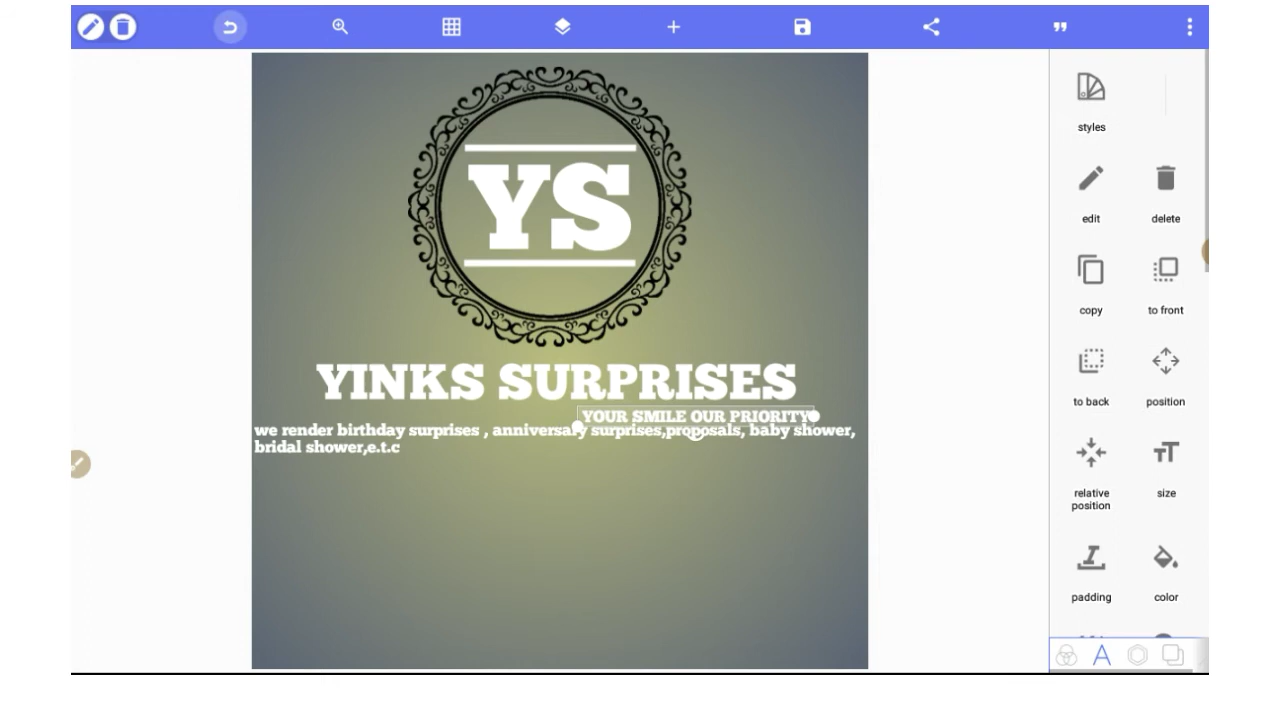 YS
YINKS SURPRISES
YOUR SMILE OUR PRIORITY
we render birthday surprises , anniversary surprises,proposals, baby shower,
bridal shower,e.t.c
styles
edit
delete
copy
to front
to back
position
relative
position
size
padding
color